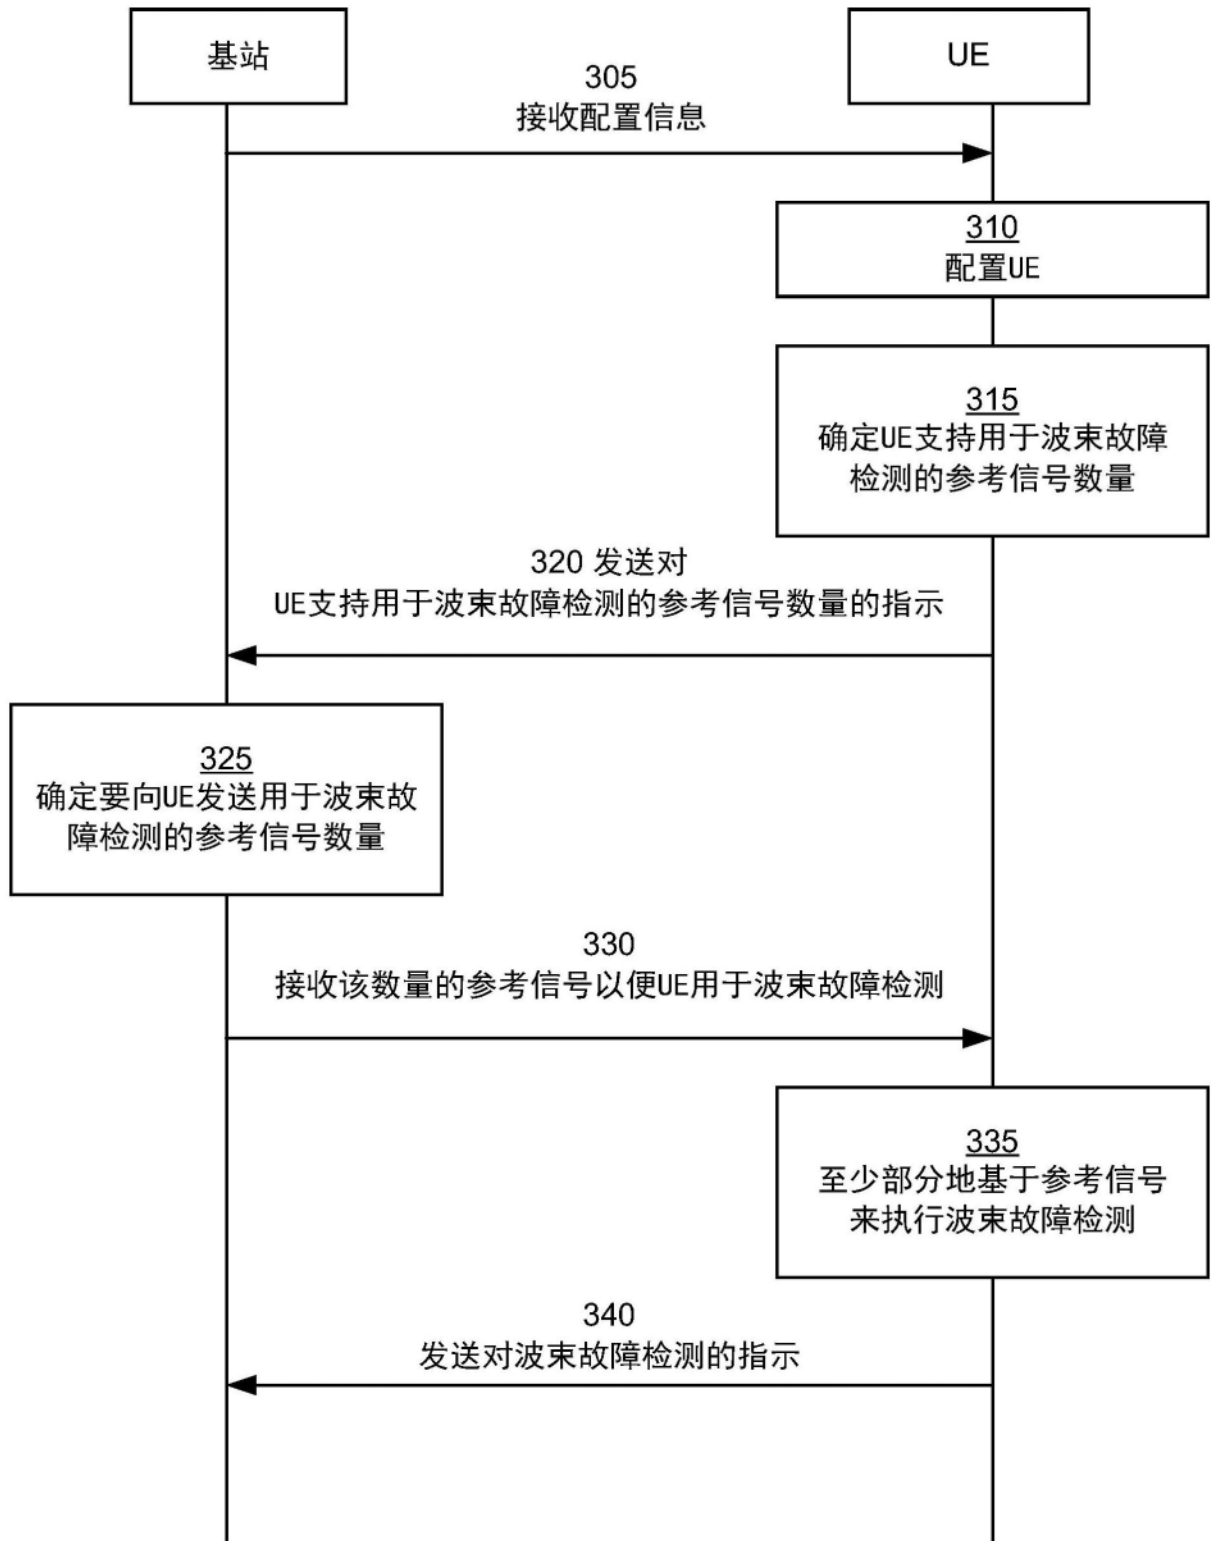 基站
UE
305
接收配置信息
310
配置UE
315
确定UE支持用于波束故障
检测的参考信号数量
320 发送对
UE支持用于波束故障检测的参考信号数量的指示
325
确定要向UE发送用于波束故
障检测的参考信号数量
330
接收该数量的参考信号以便UE用于波束故障检测
335
至少部分地基于参考信号
来执行波束故障检测
340
发送对波束故障检测的指示